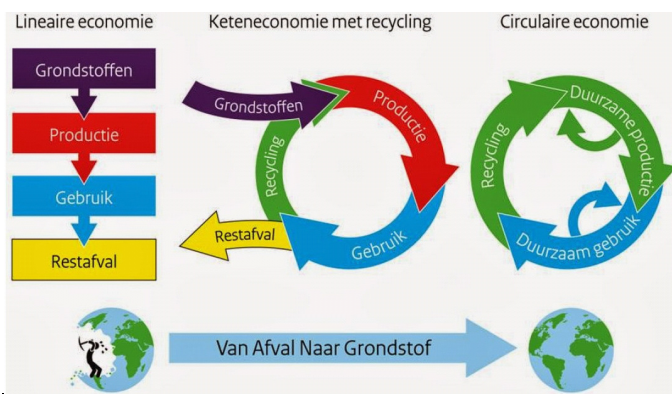 Lineaire economie
Keteneconomie met recycling
Circulaire economie
Grondstoffen
Productie
Gebruik
Restafval
Grondstoffen
Productie
Gebruik
Restafval
Recycling
Duurzame productie
Duurzaam gebruik
Recycling
Van Afval Naar Grondstof